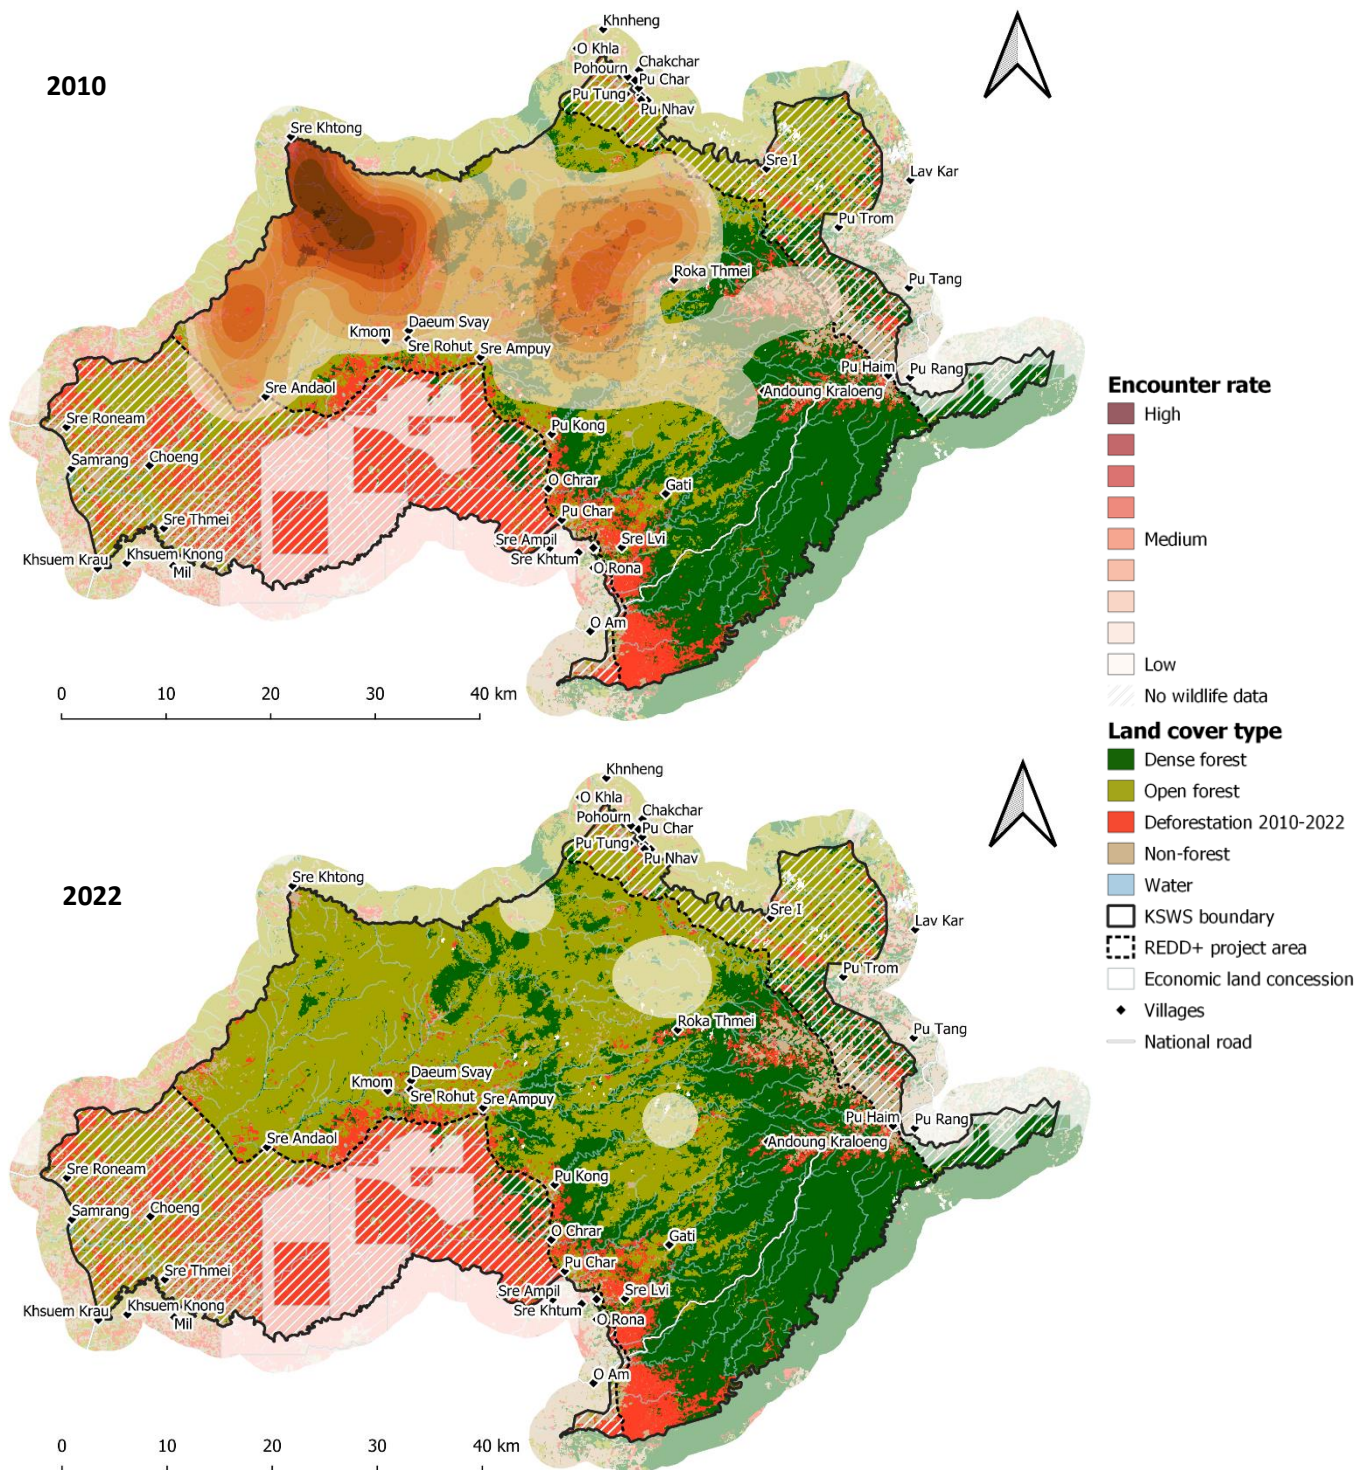 2010
Khnheng
O Khla
Pohourn
Chakchar
Pu Char
Pu Tung
Pu Nhav
Sre Khtong
Sre I
Lav Kar
Pu Trom
Roka Thmei
Pu Tang
Kmom
Daeum Svay
Sre Rohut
Sre Ampuy
Pu Haim
Pu Rang
Sre Andaol
Andoung Kraloeng
Sre Roneam
Pu Kong
Samrang
Choeng
O Chrar
Gati
Sre Thmei
Pu Char
Khsuem Krau
Khsuem Knong
Mil
Sre Ampil
Sre Khtum
Sre Lvi
O Rona
O Am
0 10 20 30 40 km
Encounter rate
High
Medium
Low
No wildlife data
Land cover type
Dense forest
Open forest
Deforestation 2010-2022
Non-forest
Water
KSWS boundary
REDD+ project area
Economic land concession
Villages
National road
2022
Khnheng
O Khla
Pohourn
Chakchar
Pu Char
Pu Tung
Pu Nhav
Sre Khtong
Sre I
Lav Kar
Pu Trom
Roka Thmei
Pu Tang
Kmom
Daeum Svay
Sre Rohut
Sre Ampuy
Pu Haim
Pu Rang
Sre Andaol
Andoung Kraloeng
Sre Roneam
Pu Kong
Samrang
Choeng
O Chrar
Gati
Sre Thmei
Pu Char
Khsuem Krau
Khsuem Knong
Mil
Sre Ampil
Sre Khtum
Sre Lvi
O Rona
O Am
0 10 20 30 40 km